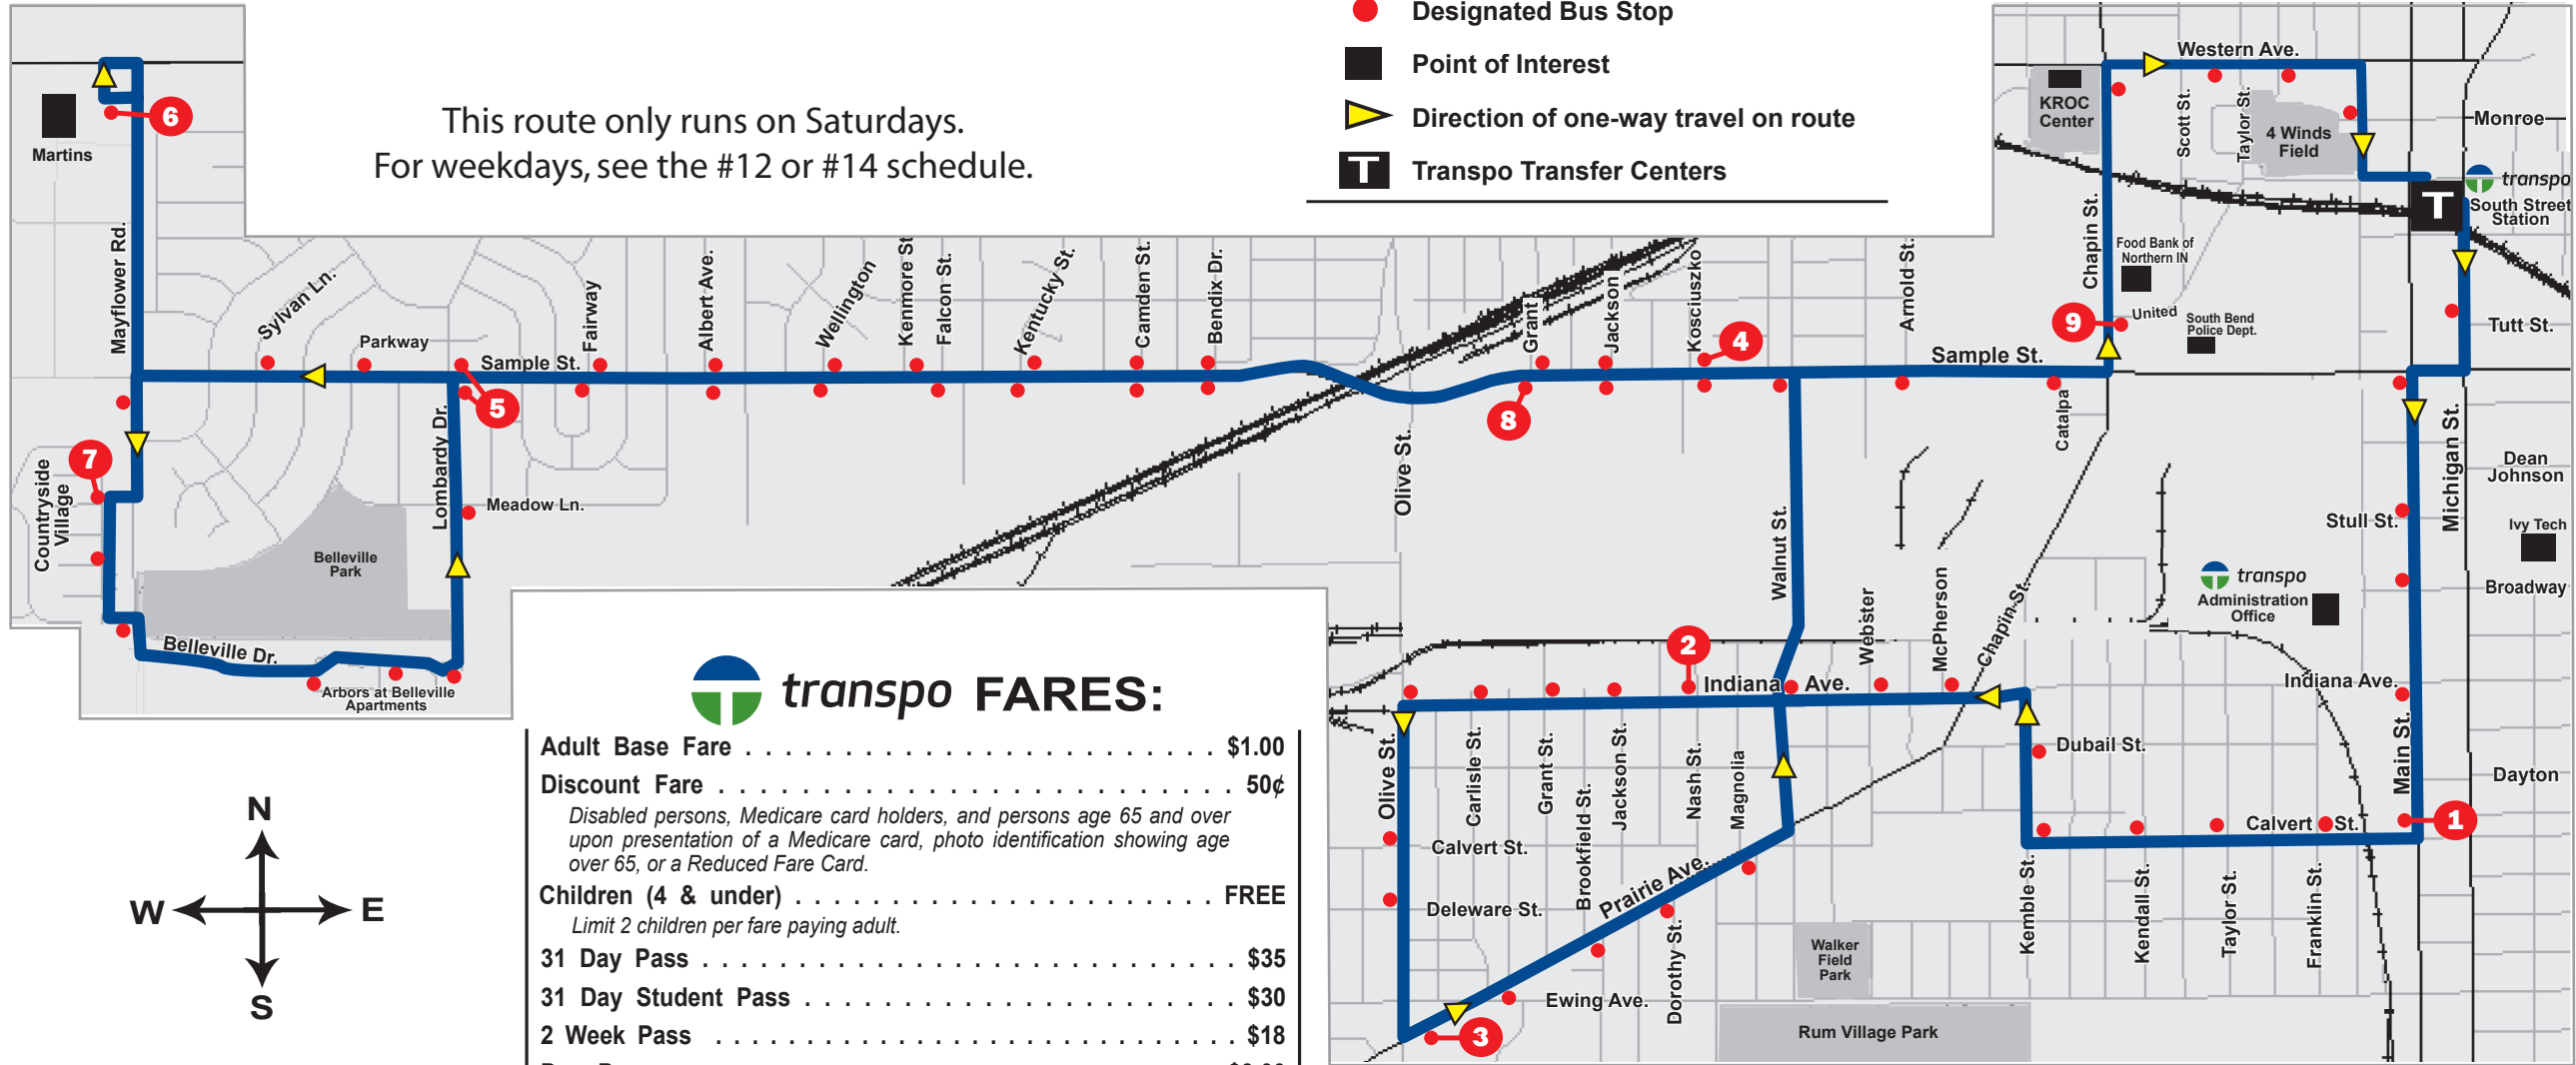 Designated Bus Stop
Point of Interest
Direction of one-way travel on route
T
Transpo Transfer Centers
This route only runs on Saturdays.
For weekdays, see the #12 or #14 schedule.
6
Martins
Mayflower Rd.
Sylvan Ln.
Parkway
Sample St.
Fairway
Albert Ave.
Wellington
Kenmore St
Falcon St.
Kentucky St.
Camden St.
Bendix Dr.
Grant
Jackson
Kosciuszko
4
Arnold St.
Sample St.
5
7
8
9
Countryside
Village
Lombardy Dr.
Meadow Ln.
Belleville
Park
Belleville Dr.
Arbors at Belleville
Apartments
Olive St.
Walnut St.
Western Ave.
KROC
Center
Scott St.
Taylor St.
4 Winds
Field
Monroe
T
transpo
South Street
Station
Chapin St.
Food Bank of
Northern IN
United
South Bend
Police Dept.
Tutt St.
Catalpa
Michigan St.
Dean
Johnson
Stull St.
Ivy Tech
transpo
Administration
Office
Broadway
Webster
McPherson
Chapin St.
2
Indiana Ave.
Indiana Ave.
Main St.
Olive St.
Carlisle St.
Grant St.
Brookfield St.
Jackson St.
Nash St.
Magnolia
Dubail St.
Dayton
Calvert St.
1
Calvert St.
Deleware St.
Prairie Ave.
Dorothy St.
Ewing Ave.
3
Walker
Field
Park
Rum Village Park
Kemble St.
Kendall St.
Taylor St.
Franklin St.
N
W E
S
transpo FARES:
Adult Base Fare . . . . . . . . . . . . . . . . . . . . . . . . . $1.00
Discount Fare . . . . . . . . . . . . . . . . . . . . . . . . . . . 50¢
Disabled persons, Medicare card holders, and persons age 65 and over
upon presentation of a Medicare card, photo identification showing age
over 65, or a Reduced Fare Card.
Children (4 & under) . . . . . . . . . . . . . . . . . . . . . . FREE
Limit 2 children per fare paying adult.
31 Day Pass . . . . . . . . . . . . . . . . . . . . . . . . . . . . $35
31 Day Student Pass . . . . . . . . . . . . . . . . . . . . . . . $30
2 Week Pass . . . . . . . . . . . . . . . . . . . . . . . . . . . $18